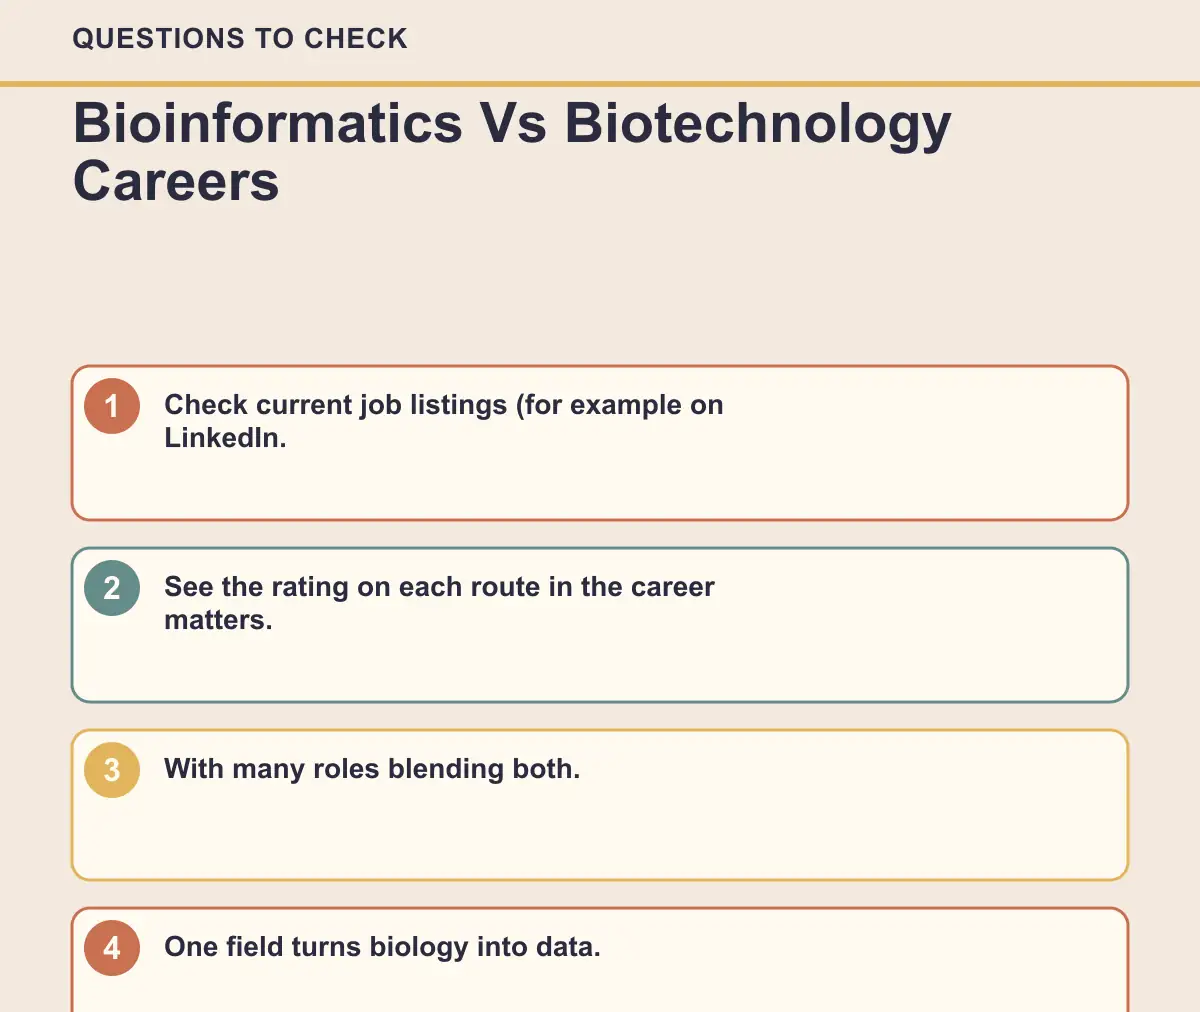 QUESTIONS TO CHECK
Bioinformatics Vs Biotechnology
Careers
1
Check current job listings (for example on
LinkedIn.
2
See the rating on each route in the career
matters.
3
With many roles blending both.
4
One field turns biology into data.